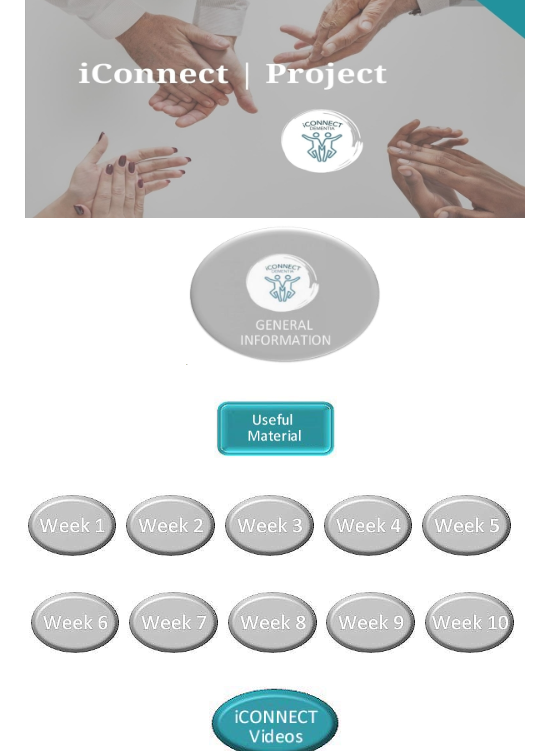 iConnect | Project
iCONNECT
DEMENTIA
iCONNECT
DEMENTIA
GENERAL
INFORMATION
Useful
Material
Week 1 Week 2 Week 3 Week 4 Week 5
Week 6 Week 7 Week 8 Week 9 Week 10
iCONNECT
Videos